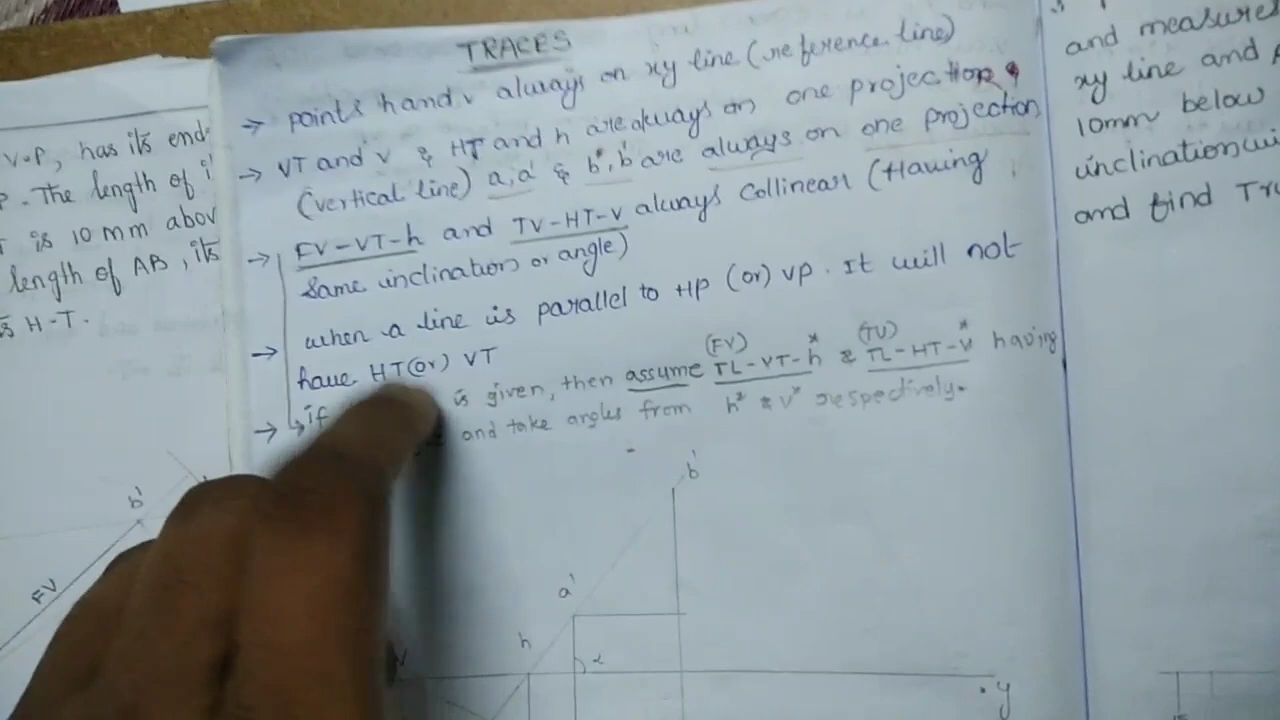 TRACES
→ points h and v always on xy line (reference line)
→ VT and v & HT and h are always on one projection
(vertical line) a, a' & b', b are always on one projection
→ FV-VT-h and TV-HT-V always collinear (Having
same inclination or angle)
→ when a line is parallel to HP (or) VP. It will not
have HT (or) VT
(FV) (TV)
→ if is given, then assume TL-VT-h* & TL-HT-v* having
and take angles from h* & v* respectively.
V.P, has its end
P. The length of
is 10 mm abov
length of AB, its
is H-T.
b'
FV
and measure
xy line and
10mm below
inclination
and find Tr
b'
a'
h
α
y